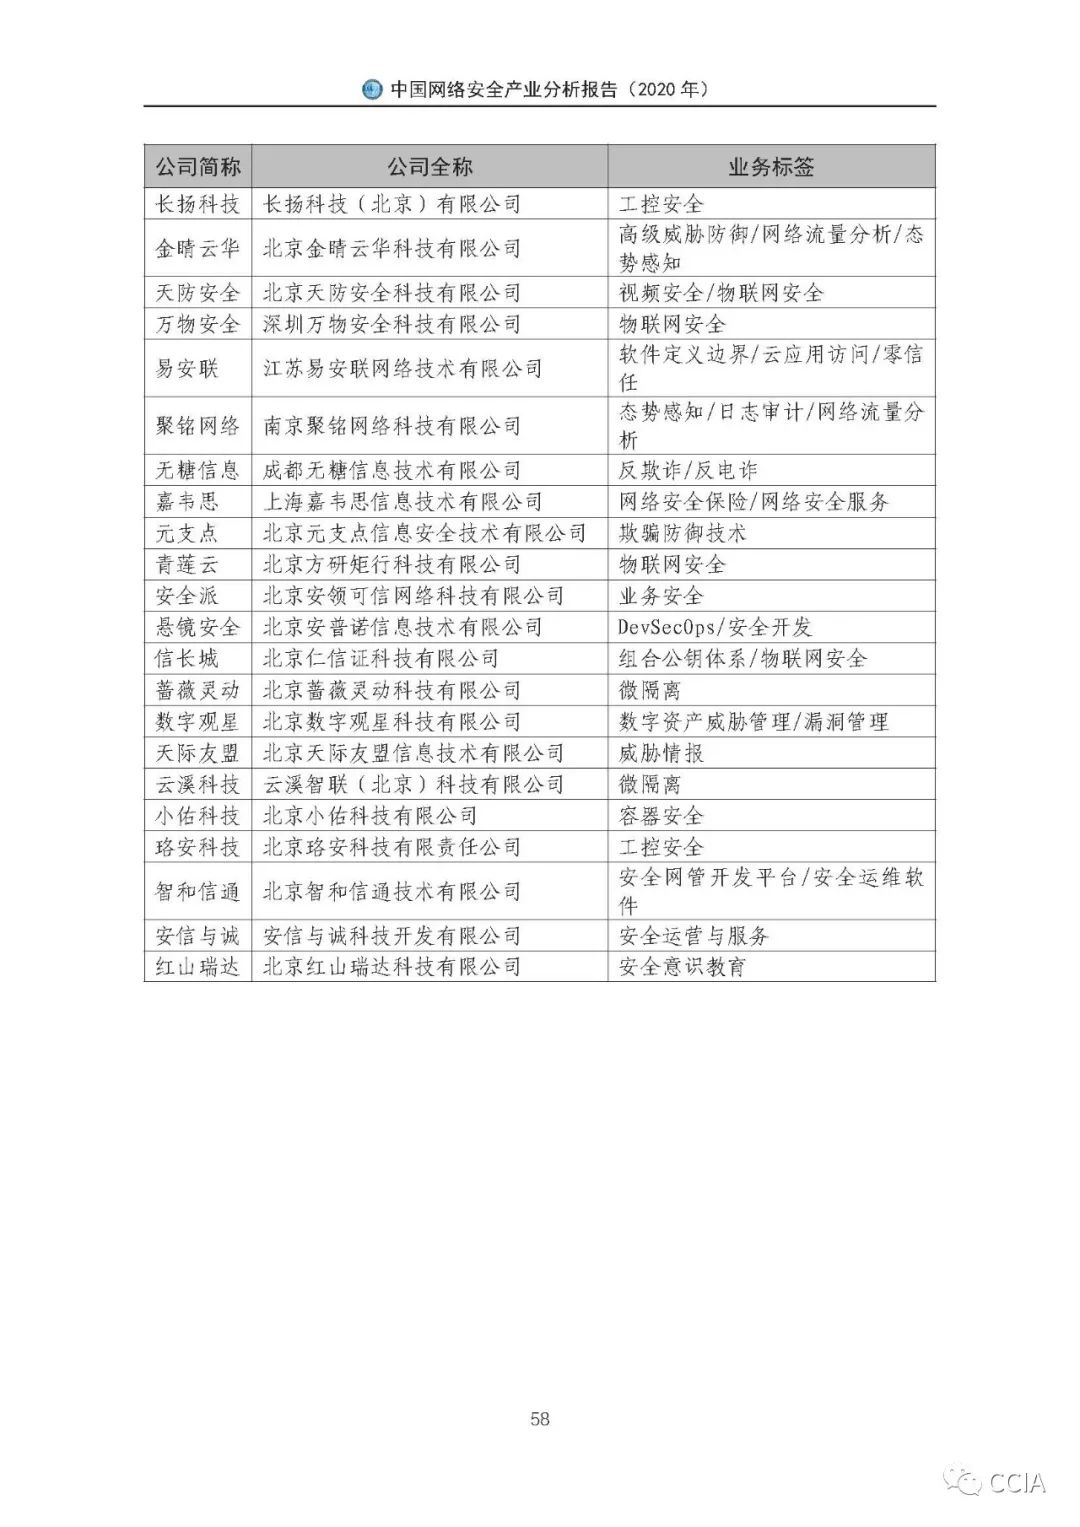 中国网络安全产业分析报告（2020 年）
公司简称 公司全称 业务标签
长扬科技 长扬科技（北京）有限公司 工控安全
金睛云华 北京金睛云华科技有限公司 高级威胁防御/网络流量分析/态
势感知
天防安全 北京天防安全科技有限公司 视频安全/物联网安全
万物安全 深圳万物安全科技有限公司 物联网安全
易安联 江苏易安联网络技术有限公司 软件定义边界/云应用访问/零信
任
聚铭网络 南京聚铭网络科技有限公司 态势感知/日志审计/网络流量分
析
无糖信息 成都无糖信息技术有限公司 反欺诈/反电诈
嘉韦思 上海嘉韦思信息技术有限公司 网络安全保险/网络安全服务
元支点 北京元支点信息安全技术有限公司 欺骗防御技术
青莲云 北京方研矩行科技有限公司 物联网安全
安全派 北京安领可信网络科技有限公司 业务安全
悬镜安全 北京安普诺信息技术有限公司 DevSecOps/安全开发
信长城 北京仁信证科技有限公司 组合公钥体系/物联网安全
蔷薇灵动 北京蔷薇灵动科技有限公司 微隔离
数字观星 北京数字观星科技有限公司 数字资产威胁管理/漏洞管理
天际友盟 北京天际友盟信息技术有限公司 威胁情报
云溪科技 云溪智联（北京）科技有限公司 微隔离
小佑科技 北京小佑科技有限公司 容器安全
珞安科技 北京珞安科技有限责任公司 工控安全
智和信通 北京智和信通技术有限公司 安全网管开发平台/安全运维软
件
安信与诚 安信与诚科技开发有限公司 安全运营与服务
红山瑞达 北京红山瑞达科技有限公司 安全意识教育
58
CCIA